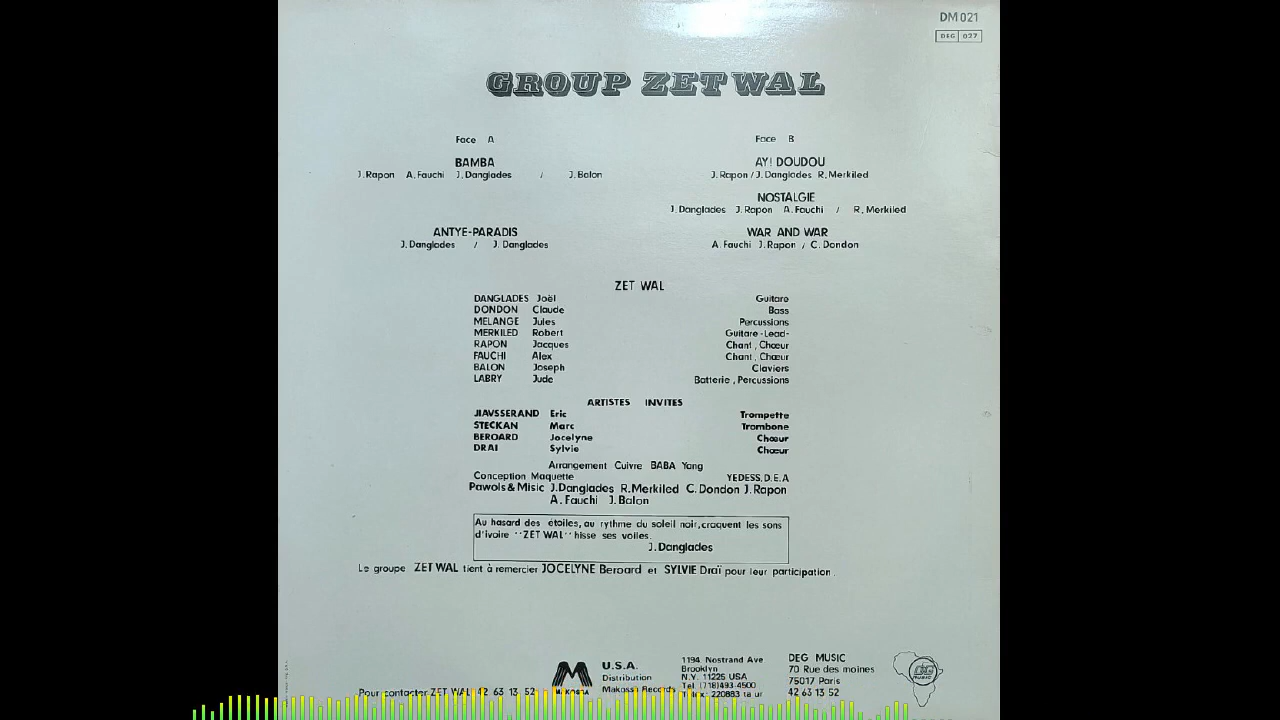 DM 021
DEG 027
GROUP ZETWAL
Face A
BAMBA
J.Rapon A.Fauchi J.Danglades / J.Balon
ANTYE-PARADIS
J.Danglades / J.Danglades
Face B
AY! DOUDOU
J.Rapon / J.Danglades R.Merkiled
NOSTALGIE
J.Danglades J.Rapon A.Fauchi / R.Merkiled
WAR AND WAR
A.Fauchi J.Rapon / C.Dondon
ZET WAL
DANGLADES Joël Guitare
DONDON Claude Bass
MELANGE Jules Percussions
MERKILED Robert Guitare -Lead-
RAPON Jacques Chant, Chœur
FAUCHI Alex Chant, Chœur
BALON Joseph Claviers
LABRY Jude Batterie, Percussions
ARTISTES INVITES
JIAVSSERAND Eric Trompette
STECKAN Marc Trombone
BEROARD Jocelyne Chœur
DRAI Sylvie Chœur
Arrangement Cuivre BABA Yang
Conception Maquette YEDESS, D.E.A
Pawols & Misic J.Danglades R.Merkiled C.Dondon J.Rapon
A.Fauchi J.Balon
Au hasard des étoiles, au rythme du soleil noir, craquent les sons
d'ivoire "ZET WAL" hisse ses voiles.
J.Danglades
Le groupe ZET WAL tient à remercier JOCELYNE Beroard et SYLVIE Draï pour leur participation.
Pour contacter ZET WAL 42 63 13 52
MAKOSSA
U.S.A.
Distribution
Makossa Records
1194 Nostrand Ave
Brooklyn
N.Y. 11225 USA
Tel (718)493-4500
220883
DEG MUSIC
70 Rue des moines
75017 Paris
42 63 13 52
DEG
MUSIC